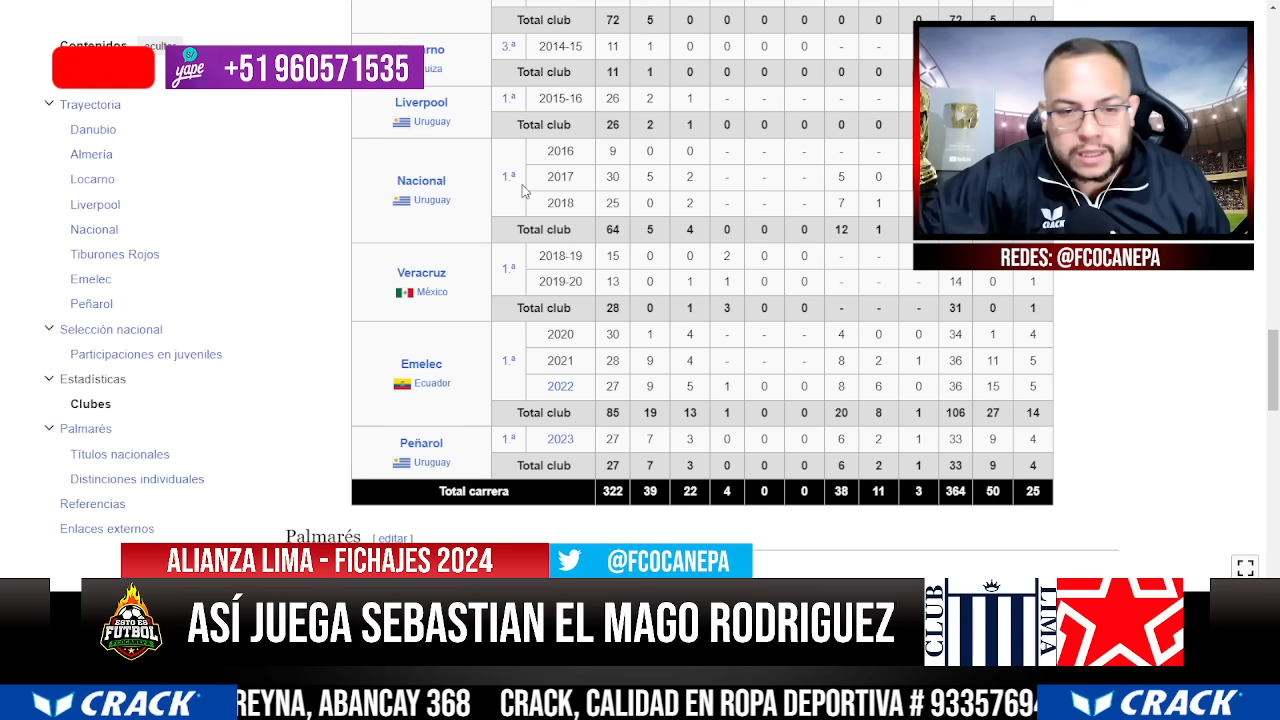 Total club 72 5 0 0 0 0 0 0 0 72 5 0
Contenidos ocultar
3.ª 2014-15 11 1 0 0 0 0 - -
Total club 11 1 0 0 0 0 0 0
yape +51 960571535
Liverpool
Uruguay
1.ª 2015-16 26 2 1 - - - - -
Total club 26 2 1 0 0 0 0 0
Nacional
Uruguay
1.ª
2016 9 0 0 - - - - -
2017 30 5 2 - - - 5 0
2018 25 0 2 - - - 7 1
Total club 64 5 4 0 0 0 12 1
Veracruz
México
1.ª
2018-19 15 0 0 2 0 0 - -
2019-20 13 0 1 1 0 0 - - - 14 0 1
Total club 28 0 1 3 0 0 - - - 31 0 1
Emelec
Ecuador
1.ª
2020 30 1 4 - - - 4 0 0 34 1 4
2021 28 9 4 - - - 8 2 1 36 11 5
2022 27 9 5 1 0 0 8 6 0 36 15 5
Total club 85 19 13 1 0 0 20 8 1 106 27 14
Peñarol
Uruguay
1.ª 2023 27 7 3 0 0 0 6 2 1 33 9 4
Total club 27 7 3 0 0 0 6 2 1 33 9 4
Total carrera 322 39 22 4 0 0 38 11 3 364 50 25
Trayectoria
Danubio
Almería
Locarno
Liverpool
Nacional
Tiburones Rojos
Emelec
Peñarol
Selección nacional
Participaciones en juveniles
Estadísticas
Clubes
Palmarés
Títulos nacionales
Distinciones individuales
Referencias
Enlaces externos
Palmarés [ editar ]
YouTube
CRACK
REDES: @FCOCANEPA
ALIANZA LIMA - FICHAJES 2024
@FCOCANEPA
ESTO ES
FUTBOL
FCOCANEPA
ASÍ JUEGA SEBASTIAN EL MAGO RODRIGUEZ
CLUB
LIMA
CRACK
REYNA, ABANCAY 368 CRACK, CALIDAD EN ROPA DEPORTIVA # 9335769
CRACK